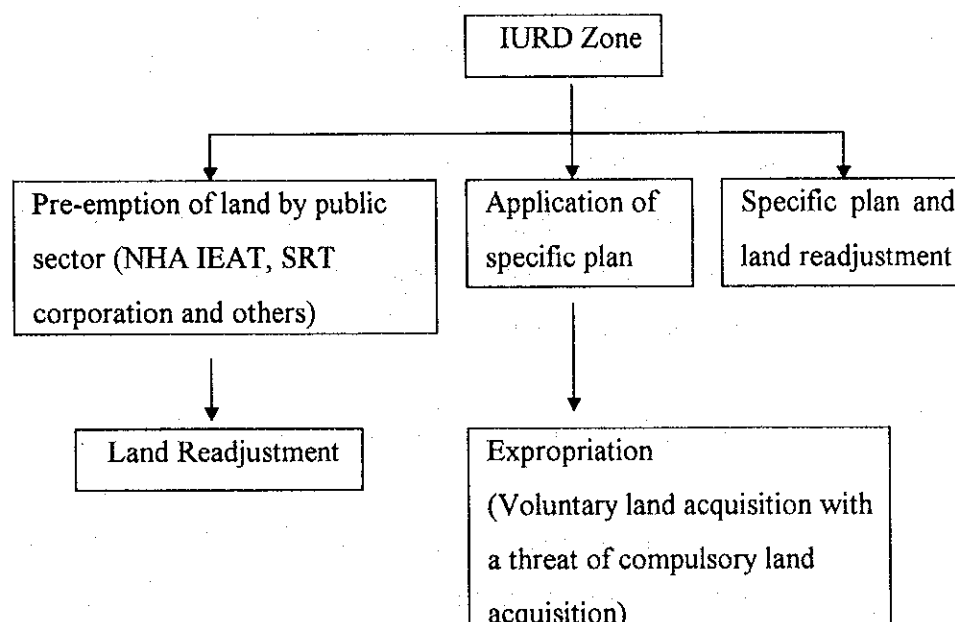 IURD Zone
Pre-emption of land by public
sector (NHA IEAT, SRT
corporation and others)
Application of
specific plan
Specific plan and
land readjustment
Land Readjustment
Expropriation
(Voluntary land acquisition with
a threat of compulsory land
acquisition)